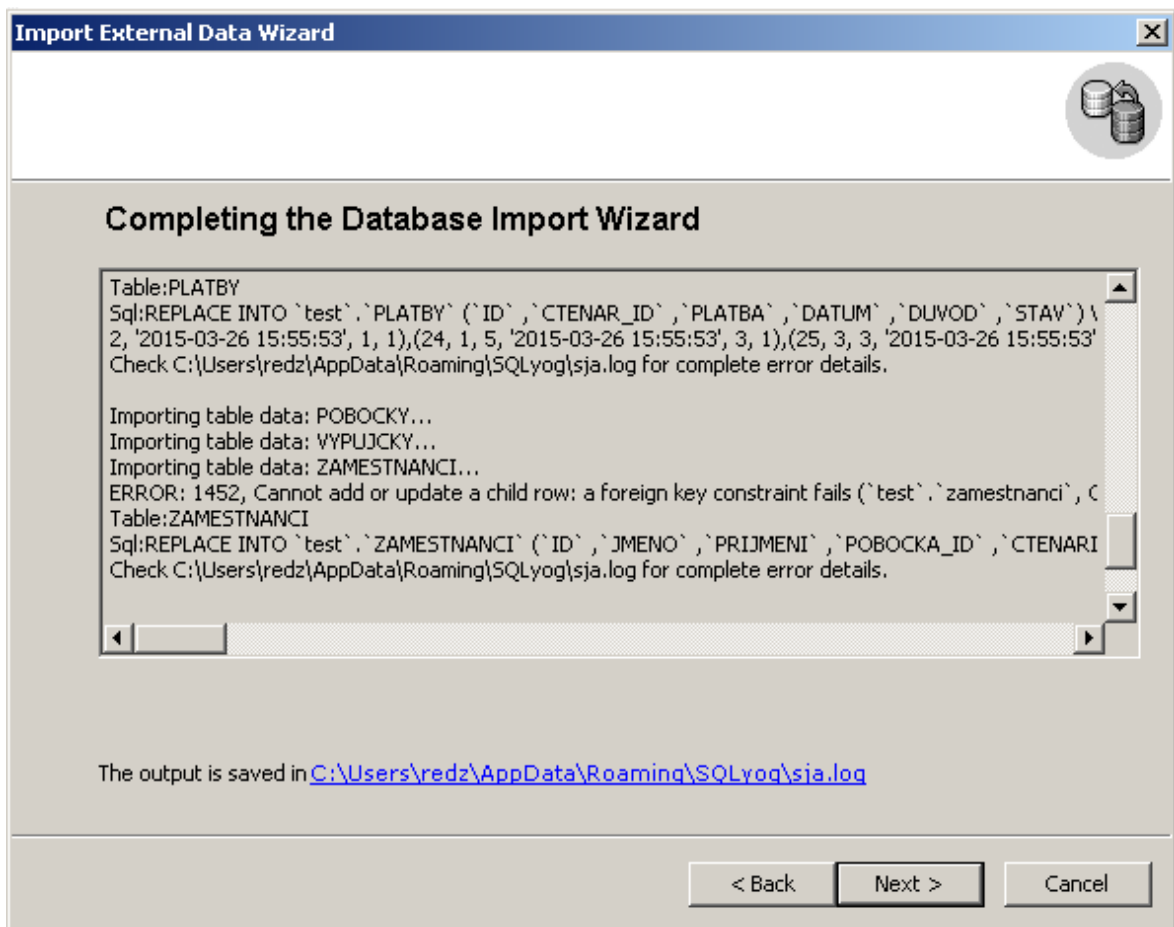 Import External Data Wizard
Completing the Database Import Wizard
Table:PLATBY
Sql:REPLACE INTO `test`.`PLATBY` (`ID` ,`CTENAR_ID` ,`PLATBA` ,`DATUM` ,`DUVOD` ,`STAV`) \
2, '2015-03-26 15:55:53', 1, 1),(24, 1, 5, '2015-03-26 15:55:53', 3, 1),(25, 3, 3, '2015-03-26 15:55:53'
Check C:\Users\redz\AppData\Roaming\SQLyog\sja.log for complete error details.
Importing table data: POBOCKY...
Importing table data: VYPUJCKY...
Importing table data: ZAMESTNANCI...
ERROR: 1452, Cannot add or update a child row: a foreign key constraint fails (`test`.`zamestnanci`, C
Table:ZAMESTNANCI
Sql:REPLACE INTO `test`.`ZAMESTNANCI` (`ID` ,`JMENO` ,`PRIJMENI` ,`POBOCKA_ID` ,`CTENARI
Check C:\Users\redz\AppData\Roaming\SQLyog\sja.log for complete error details.
The output is saved in C:\Users\redz\AppData\Roaming\SQLyog\sja.log
< Back
Next >
Cancel